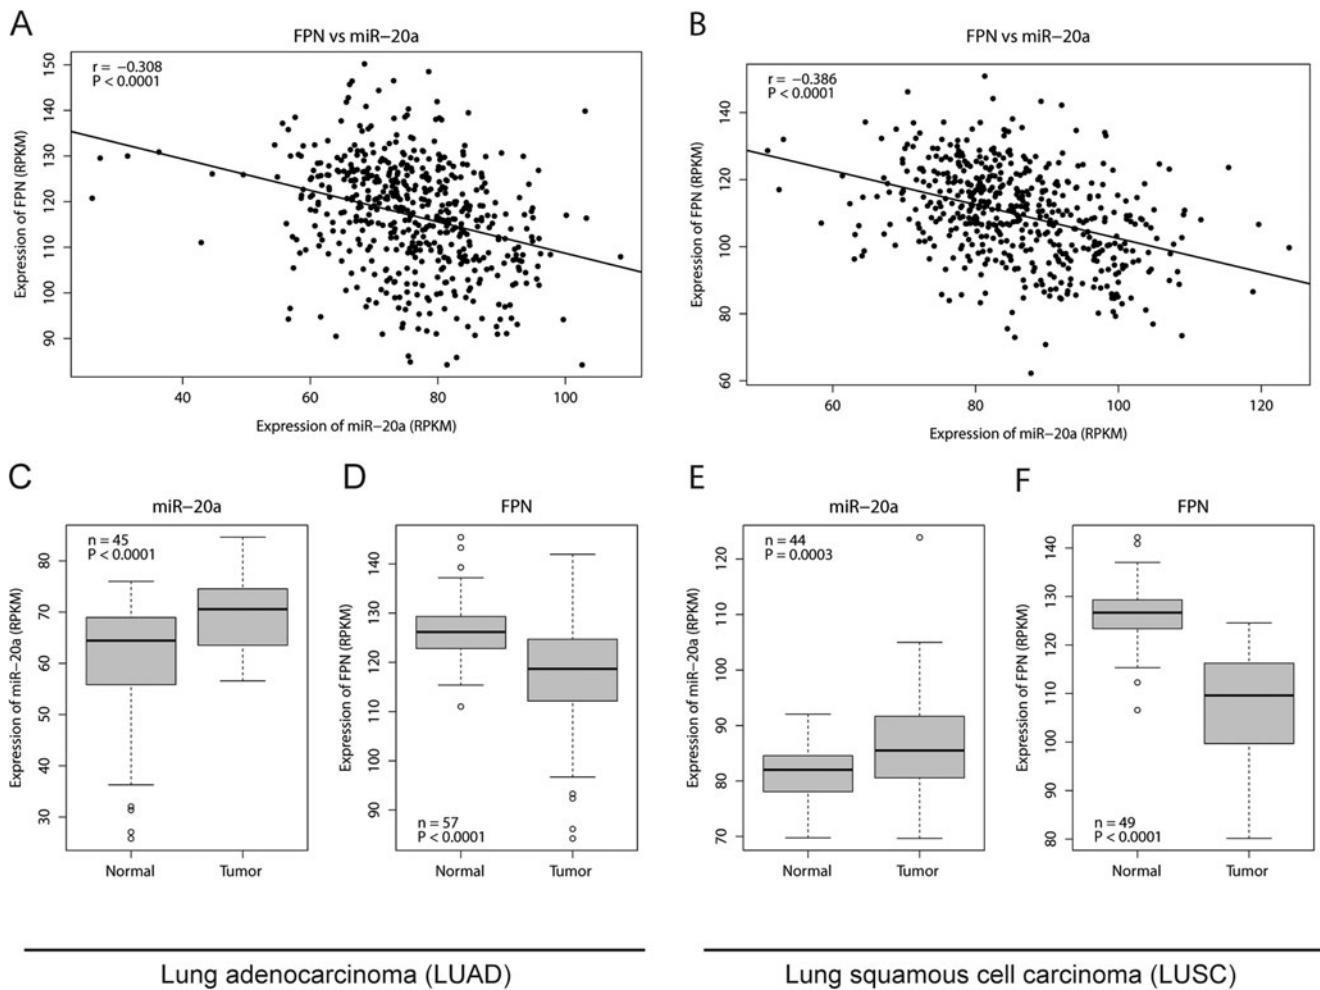 A
FPN vs miR−20a
r = −0.308
P < 0.0001
Expression of FPN (RPKM)
150
140
130
120
110
100
90
40
60
80
100
Expression of miR−20a (RPKM)
B
FPN vs miR−20a
r = −0.386
P < 0.0001
Expression of FPN (RPKM)
140
120
100
80
60
60
80
100
120
Expression of miR−20a (RPKM)
C
miR−20a
n = 45
P < 0.0001
Expression of miR−20a (RPKM)
80
70
60
50
40
30
Normal
Tumor
D
FPN
Expression of FPN (RPKM)
140
130
120
110
100
90
n = 57
P < 0.0001
Normal
Tumor
E
miR−20a
n = 44
P = 0.0003
Expression of miR−20a (RPKM)
120
110
100
90
80
70
Normal
Tumor
F
FPN
Expression of FPN (RPKM)
140
130
120
110
100
90
80
n = 49
P < 0.0001
Normal
Tumor
Lung adenocarcinoma (LUAD)
Lung squamous cell carcinoma (LUSC)